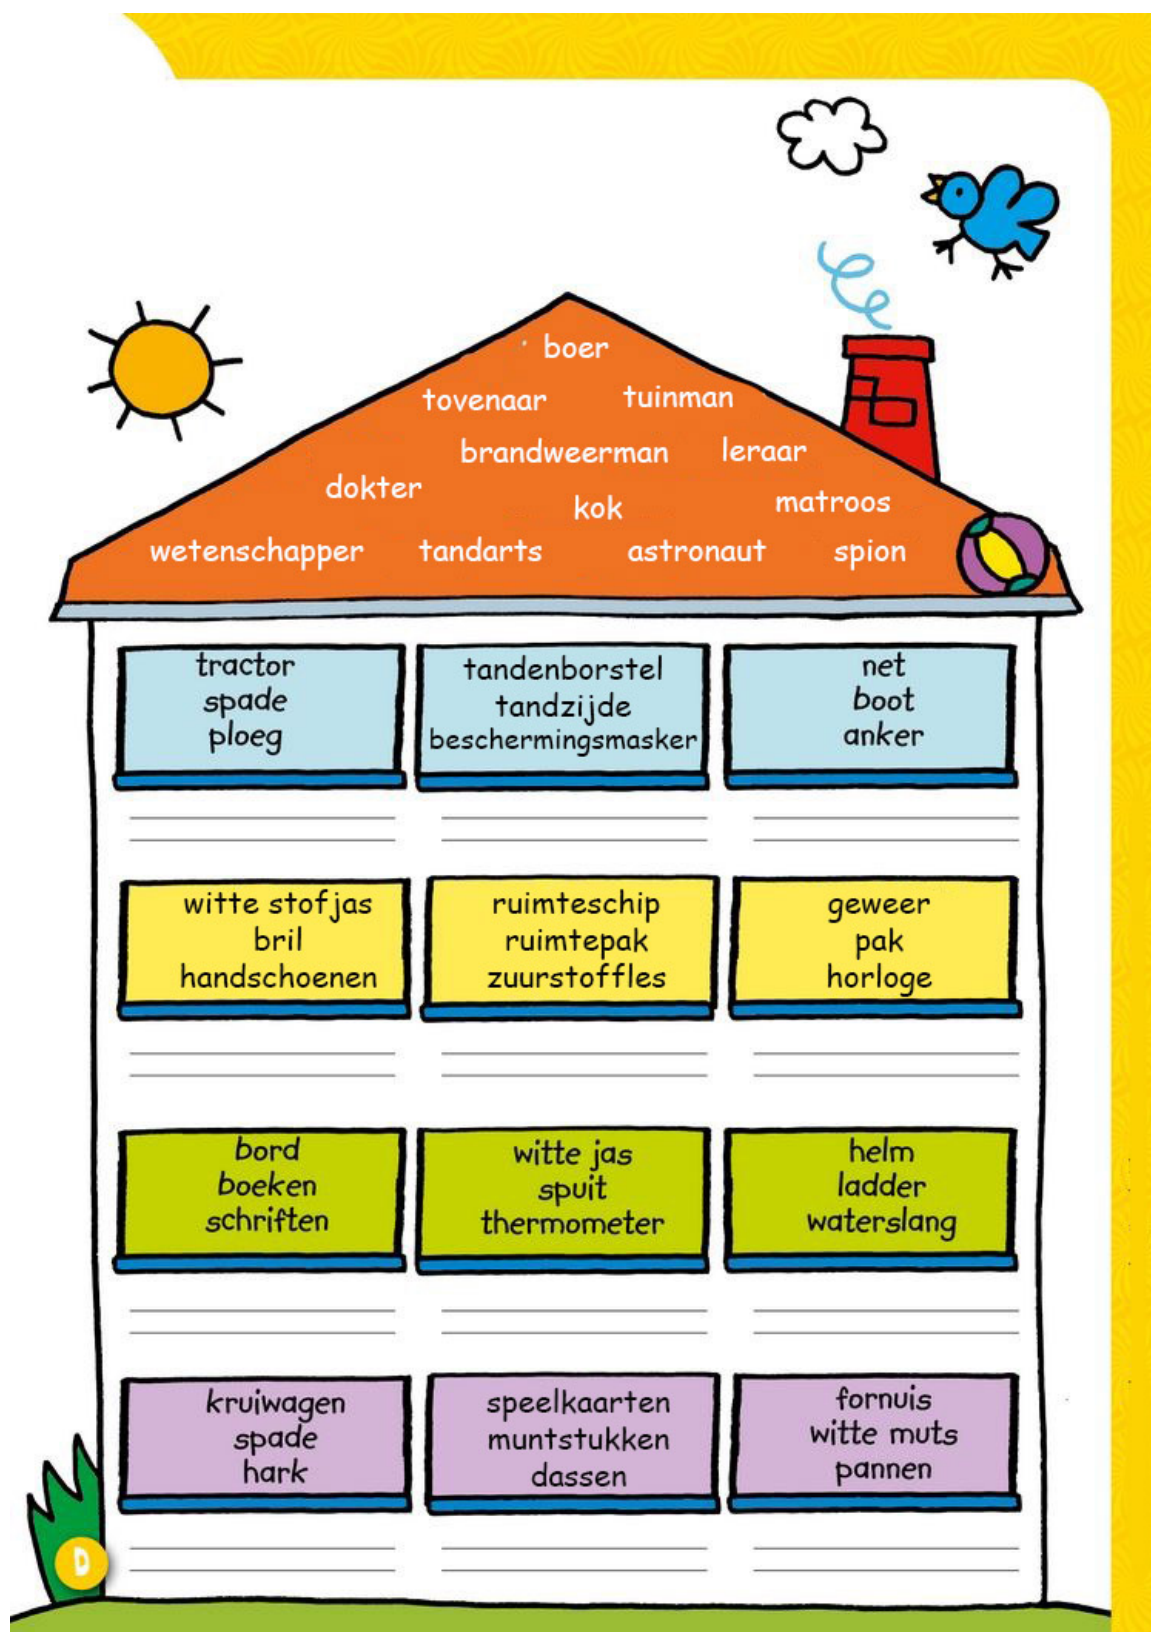 boer
tovenaar tuinman
brandweerman leraar
dokter kok matroos
wetenschapper tandarts astronaut spion
tractor
spade
ploeg
tandenborstel
tandzijde
beschermingsmasker
net
boot
anker
witte stofjas
bril
handschoenen
ruimteschip
ruimtepak
zuurstoffles
geweer
pak
horloge
bord
boeken
schriften
witte jas
spuit
thermometer
helm
ladder
waterslang
kruiwagen
spade
hark
speelkaarten
muntstukken
dassen
fornuis
witte muts
pannen
D